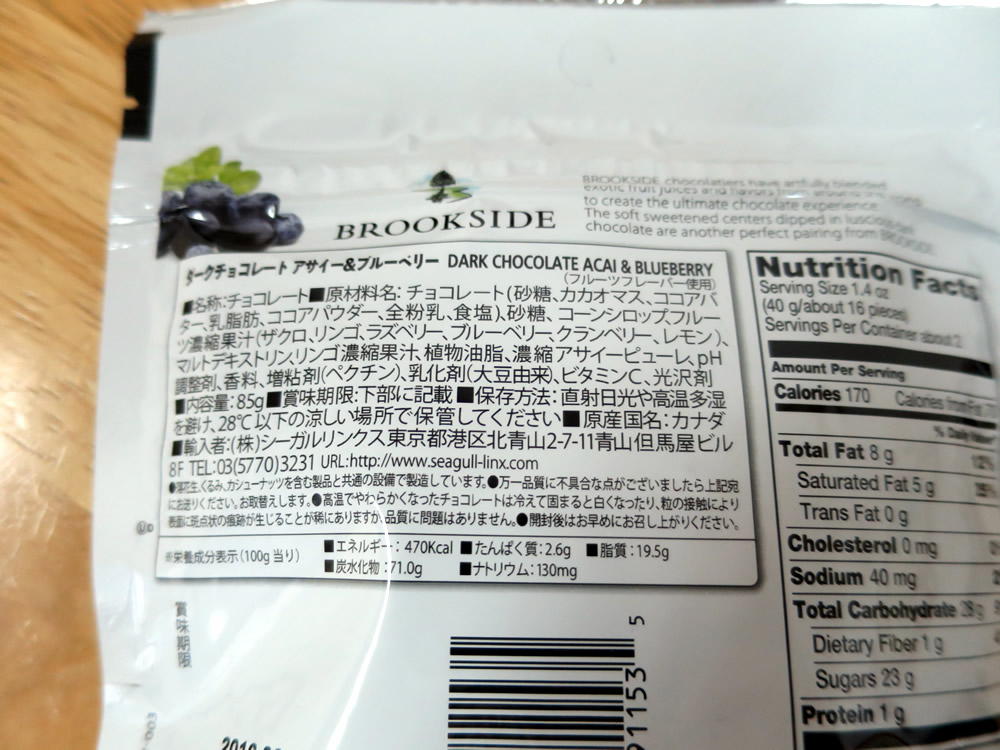 BROOKSIDE
BROOKSIDE chocolatiers have artfully blended
exotic fruit juices and flavors from around the
to create the ultimate chocolate experience.
The soft sweetened centers dipped in luscious
chocolate are another perfect pairing from BROOKSIDE
ダークチョコレート アサイー&ブルーベリー DARK CHOCOLATE ACAI & BLUEBERRY
(フルーツフレーバー使用)
■名称:チョコレート■原材料名: チョコレート(砂糖、カカオマス、ココアバ
ター、乳脂肪、ココアパウダー、全粉乳、食塩)、砂糖、コーンシロップ、フルー
ツ濃縮果汁(ザクロ、リンゴ、ラズベリー、ブルーベリー、クランベリー、レモン)、
マルトデキストリン、リンゴ濃縮果汁、植物油脂、濃縮アサイーピューレ、pH
調整剤、香料、増粘剤(ペクチン)、乳化剤(大豆由来)、ビタミンC、光沢剤
■内容量:85g■賞味期限:下部に記載■保存方法:直射日光や高温多湿
を避け、28℃以下の涼しい場所で保管してください■原産国名:カナダ
■輸入者:(株)シーガルリンクス東京都港区北青山2-7-11青山但馬屋ビル
8F TEL:03(5770)3231 URL:http://www.seagull-linx.com
●落花生、くるみ、カシューナッツを含む製品と共通の設備で製造しています。●万一品質に不具合な点がございましたら上記宛
にお送りください。お取替えします。●高温でやわらかくなったチョコレートは冷えて固まると白くなったり、粒の接触により
表面に斑点状の痕跡が生じることが稀にありますが、品質に問題はありません。●開封後はお早めにお召し上がりください。
※栄養成分表示(100g当り) ■エネルギー:470Kcal ■たんぱく質:2.6g ■脂質:19.5g
■炭水化物:71.0g ■ナトリウム:130mg
賞味期限
91153 5
Nutrition Facts
Serving Size 1.4 oz
(40 g/about 16 pieces)
Servings Per Container about 2
Amount Per Serving
Calories 170 Calories from Fat 70
% Daily Value*
Total Fat 8 g 12%
Saturated Fat 5 g
Trans Fat 0 g
Cholesterol 0 mg
Sodium 40 mg
Total Carbohydrate 28 g
Dietary Fiber 1 g
Sugars 23 g
Protein 1 g